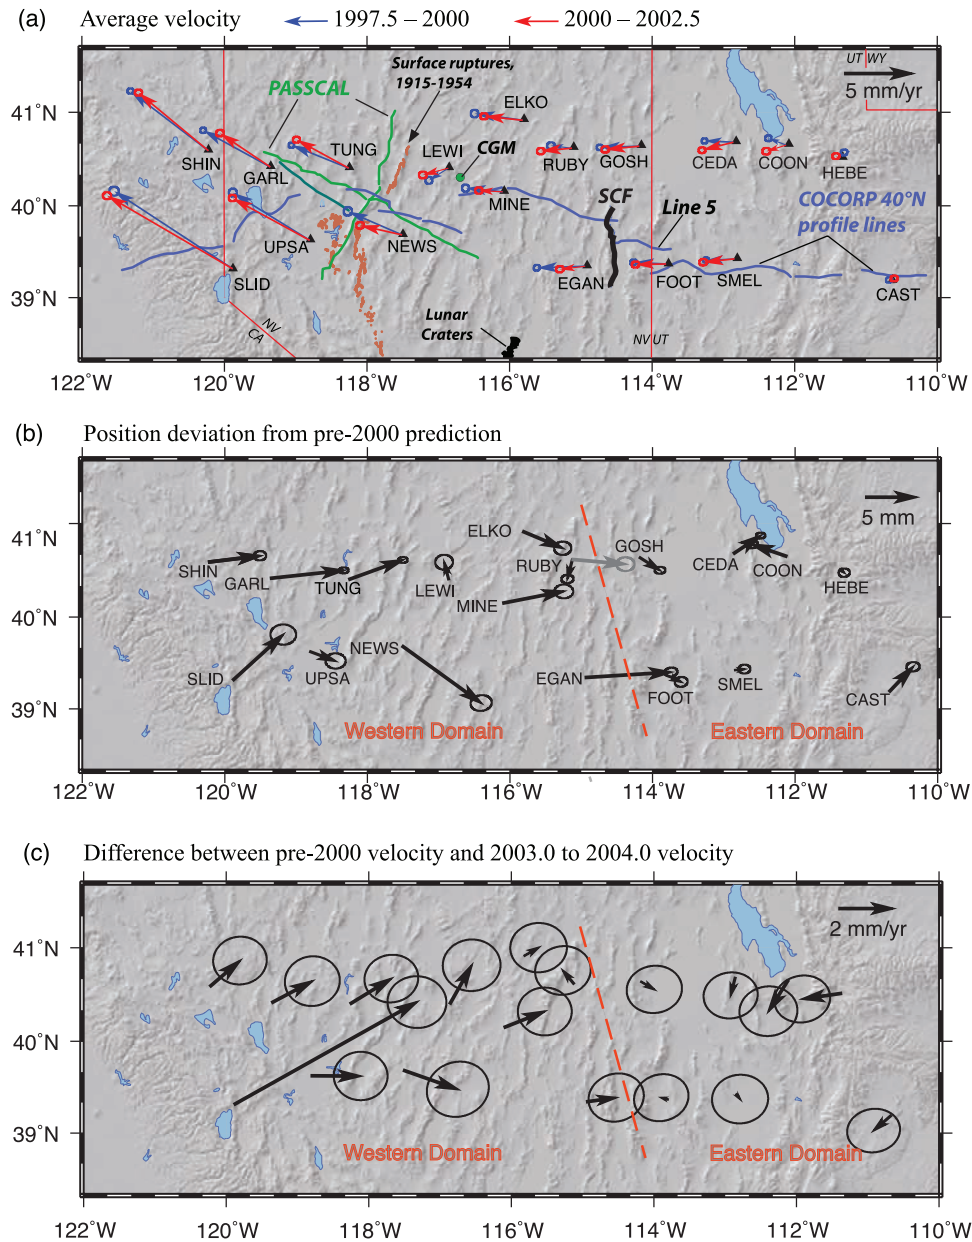 (a) Average velocity 1997.5 – 2000 2000 – 2002.5
UT WY
5 mm/yr
Surface ruptures,
1915-1954
PASSCAL
41°N
ELKO
CGM
SHIN
GARL
TUNG
LEWI
RUBY
GOSH
CEDA
COON
HEBE
40°N
MINE
SCF
Line 5
COCORP 40°N
profile lines
UPSA
NEWS
SLID
EGAN
FOOT
SMEL
CAST
39°N
NV
CA
Lunar
Craters
NV UT
122°W 120°W 118°W 116°W 114°W 112°W 110°W
(b) Position deviation from pre-2000 prediction
5 mm
41°N
ELKO
SHIN
GARL
TUNG
LEWI
RUBY
GOSH
CEDA
COON
HEBE
MINE
40°N
NEWS
SLID
UPSA
EGAN
FOOT
SMEL
CAST
39°N
Western Domain
Eastern Domain
122°W 120°W 118°W 116°W 114°W 112°W 110°W
(c) Difference between pre-2000 velocity and 2003.0 to 2004.0 velocity
2 mm/yr
41°N
40°N
39°N
Western Domain
Eastern Domain
122°W 120°W 118°W 116°W 114°W 112°W 110°W